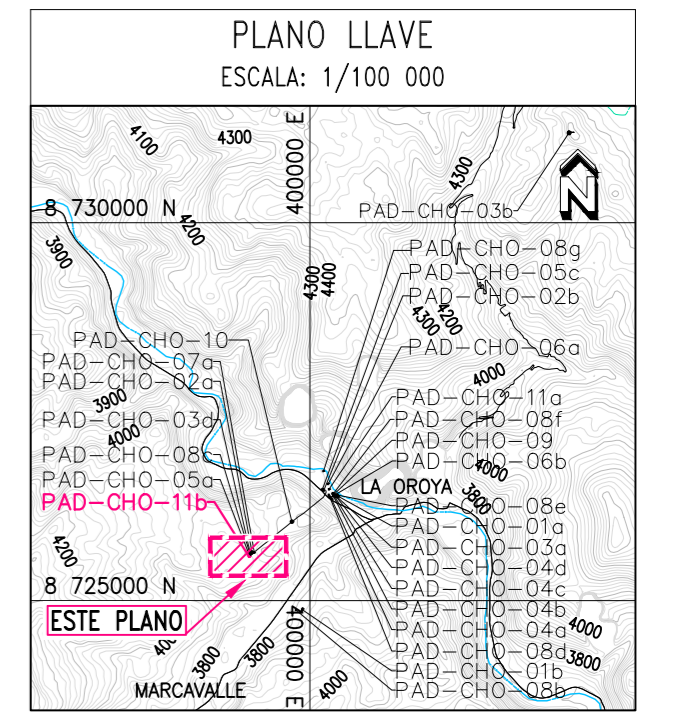 PLANO LLAVE
ESCALA: 1/100 000
4100
4300
400000 E
4300
PAD-CHO-03b
N
8 730000 N
4200
3900
4300
4400
PAD-CHO-08g
PAD-CHO-05c
PAD-CHO-02b
4300
4200
PAD-CHO-10
PAD-CHO-06a
PAD-CHO-07a
PAD-CHO-02a
4000
3900
PAD-CHO-11a
PAD-CHO-03d
PAD-CHO-08f
4000
PAD-CHO-09
PAD-CHO-06b
4000
PAD-CHO-05a
LA OROYA
3800
PAD-CHO-11b
PAD-CHO-08e
PAD-CHO-01a
PAD-CHO-03a
4200
PAD-CHO-04d
PAD-CHO-04c
8 725000 N
PAD-CHO-04b
ESTE PLANO
400000 E
PAD-CHO-04a
4000
PAD-CHO-08d
3800
3800
3800
PAD-CHO-01b
MARCAVALLE
4000
PAD-CHO-08b